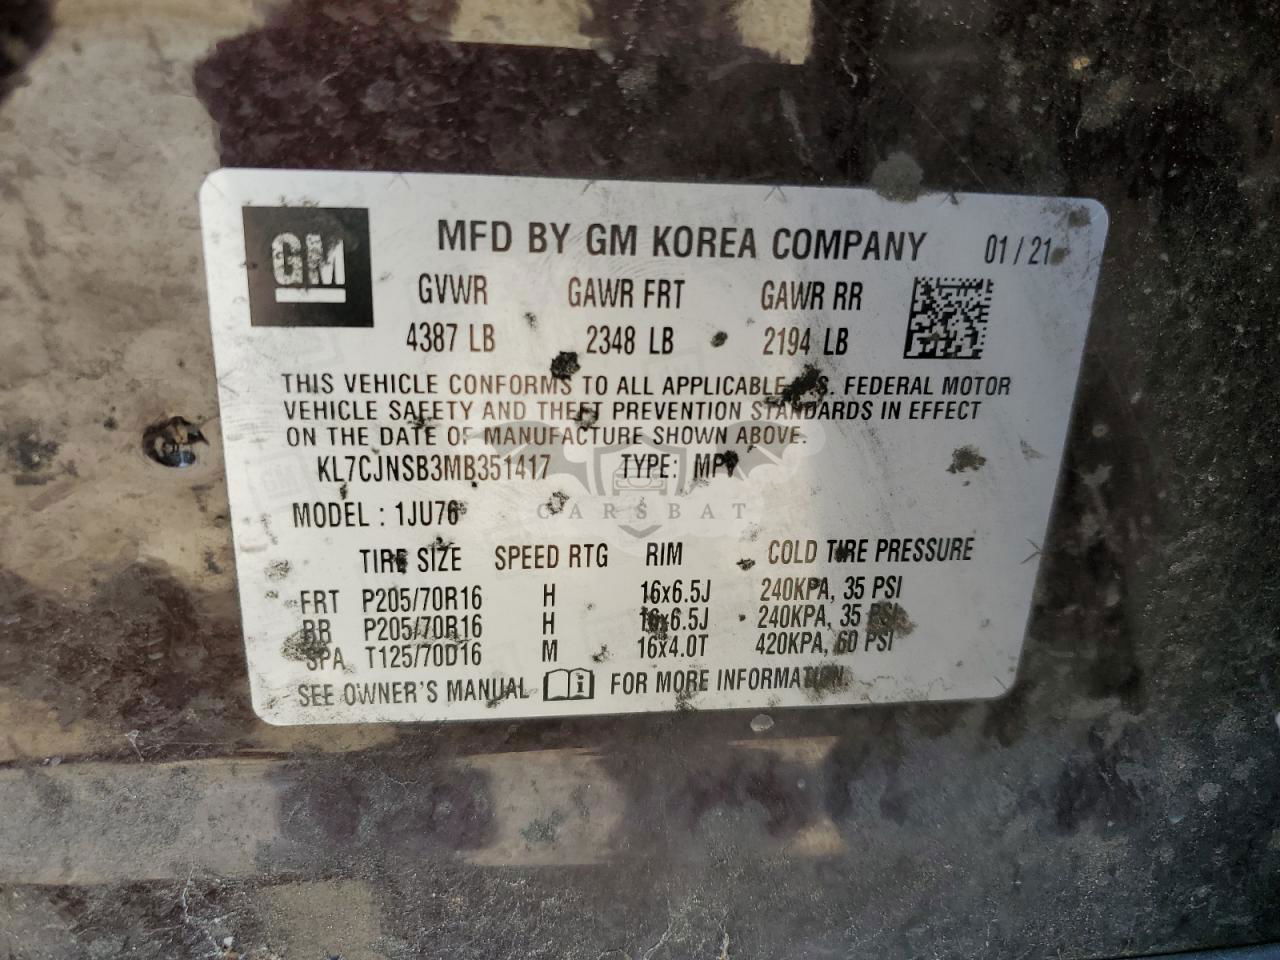 GM
MFD BY GM KOREA COMPANY 01/21
GVWR GAWR FRT GAWR RR
4387 LB 2348 LB 2194 LB
THIS VEHICLE CONFORMS TO ALL APPLICABLE U.S. FEDERAL MOTOR
VEHICLE SAFETY AND THEFT PREVENTION STANDARDS IN EFFECT
ON THE DATE OF MANUFACTURE SHOWN ABOVE.
KL7CJNSB3MB351417 TYPE: MPV
CARSBAT
MODEL : 1JU76
TIRE SIZE SPEED RTG RIM COLD TIRE PRESSURE
FRT P205/70R16 H 16x6.5J 240KPA, 35 PSI
RR P205/70R16 H 16x6.5J 240KPA, 35 PSI
SPA T125/70D16 M 16x4.0T 420KPA, 60 PSI
SEE OWNER'S MANUAL i FOR MORE INFORMATION